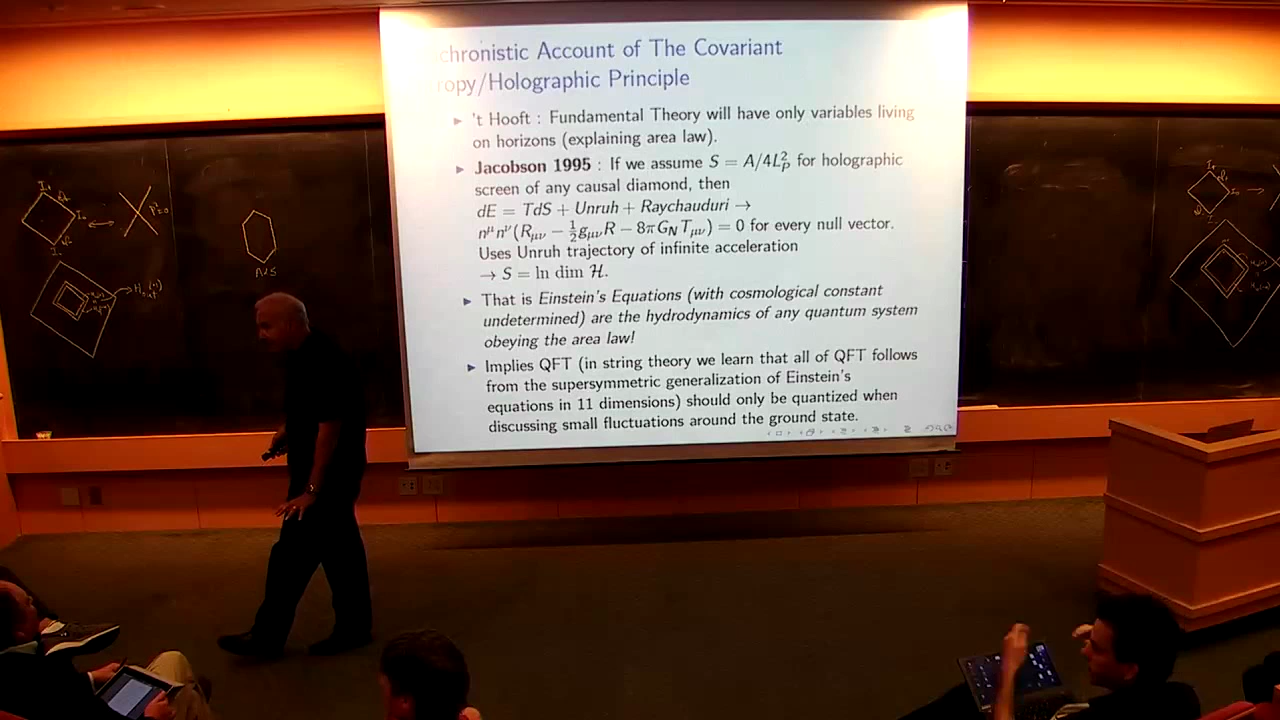 chronistic Account of The Covariant
ropy/Holographic Principle
't Hooft : Fundamental Theory will have only variables living
on horizons (explaining area law).
Jacobson 1995 : If we assume S = A/4L_P^2 for holographic
screen of any causal diamond, then
dE = TdS + Unruh + Raychauduri →
n^μ n^ν (R_μν − ½ g_μν R − 8πG_N T_μν) = 0 for every null vector.
Uses Unruh trajectory of infinite acceleration
→ S = ln dim H.
That is Einstein's Equations (with cosmological constant
undetermined) are the hydrodynamics of any quantum system
obeying the area law!
Implies QFT (in string theory we learn that all of QFT follows
from the supersymmetric generalization of Einstein's
equations in 11 dimensions) should only be quantized when
discussing small fluctuations around the ground state.
AdS